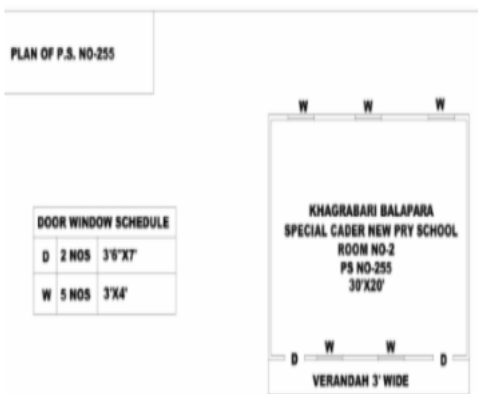 PLAN OF P.S. NO-255
W W W
DOOR WINDOW SCHEDULE
D 2 NOS 3'6"X7'
W 5 NOS 3'X4'
KHAGRABARI BALAPARA
SPECIAL CADER NEW PRY SCHOOL
ROOM NO-2
PS NO-255
30'X20'
W W
D D
VERANDAH 3' WIDE